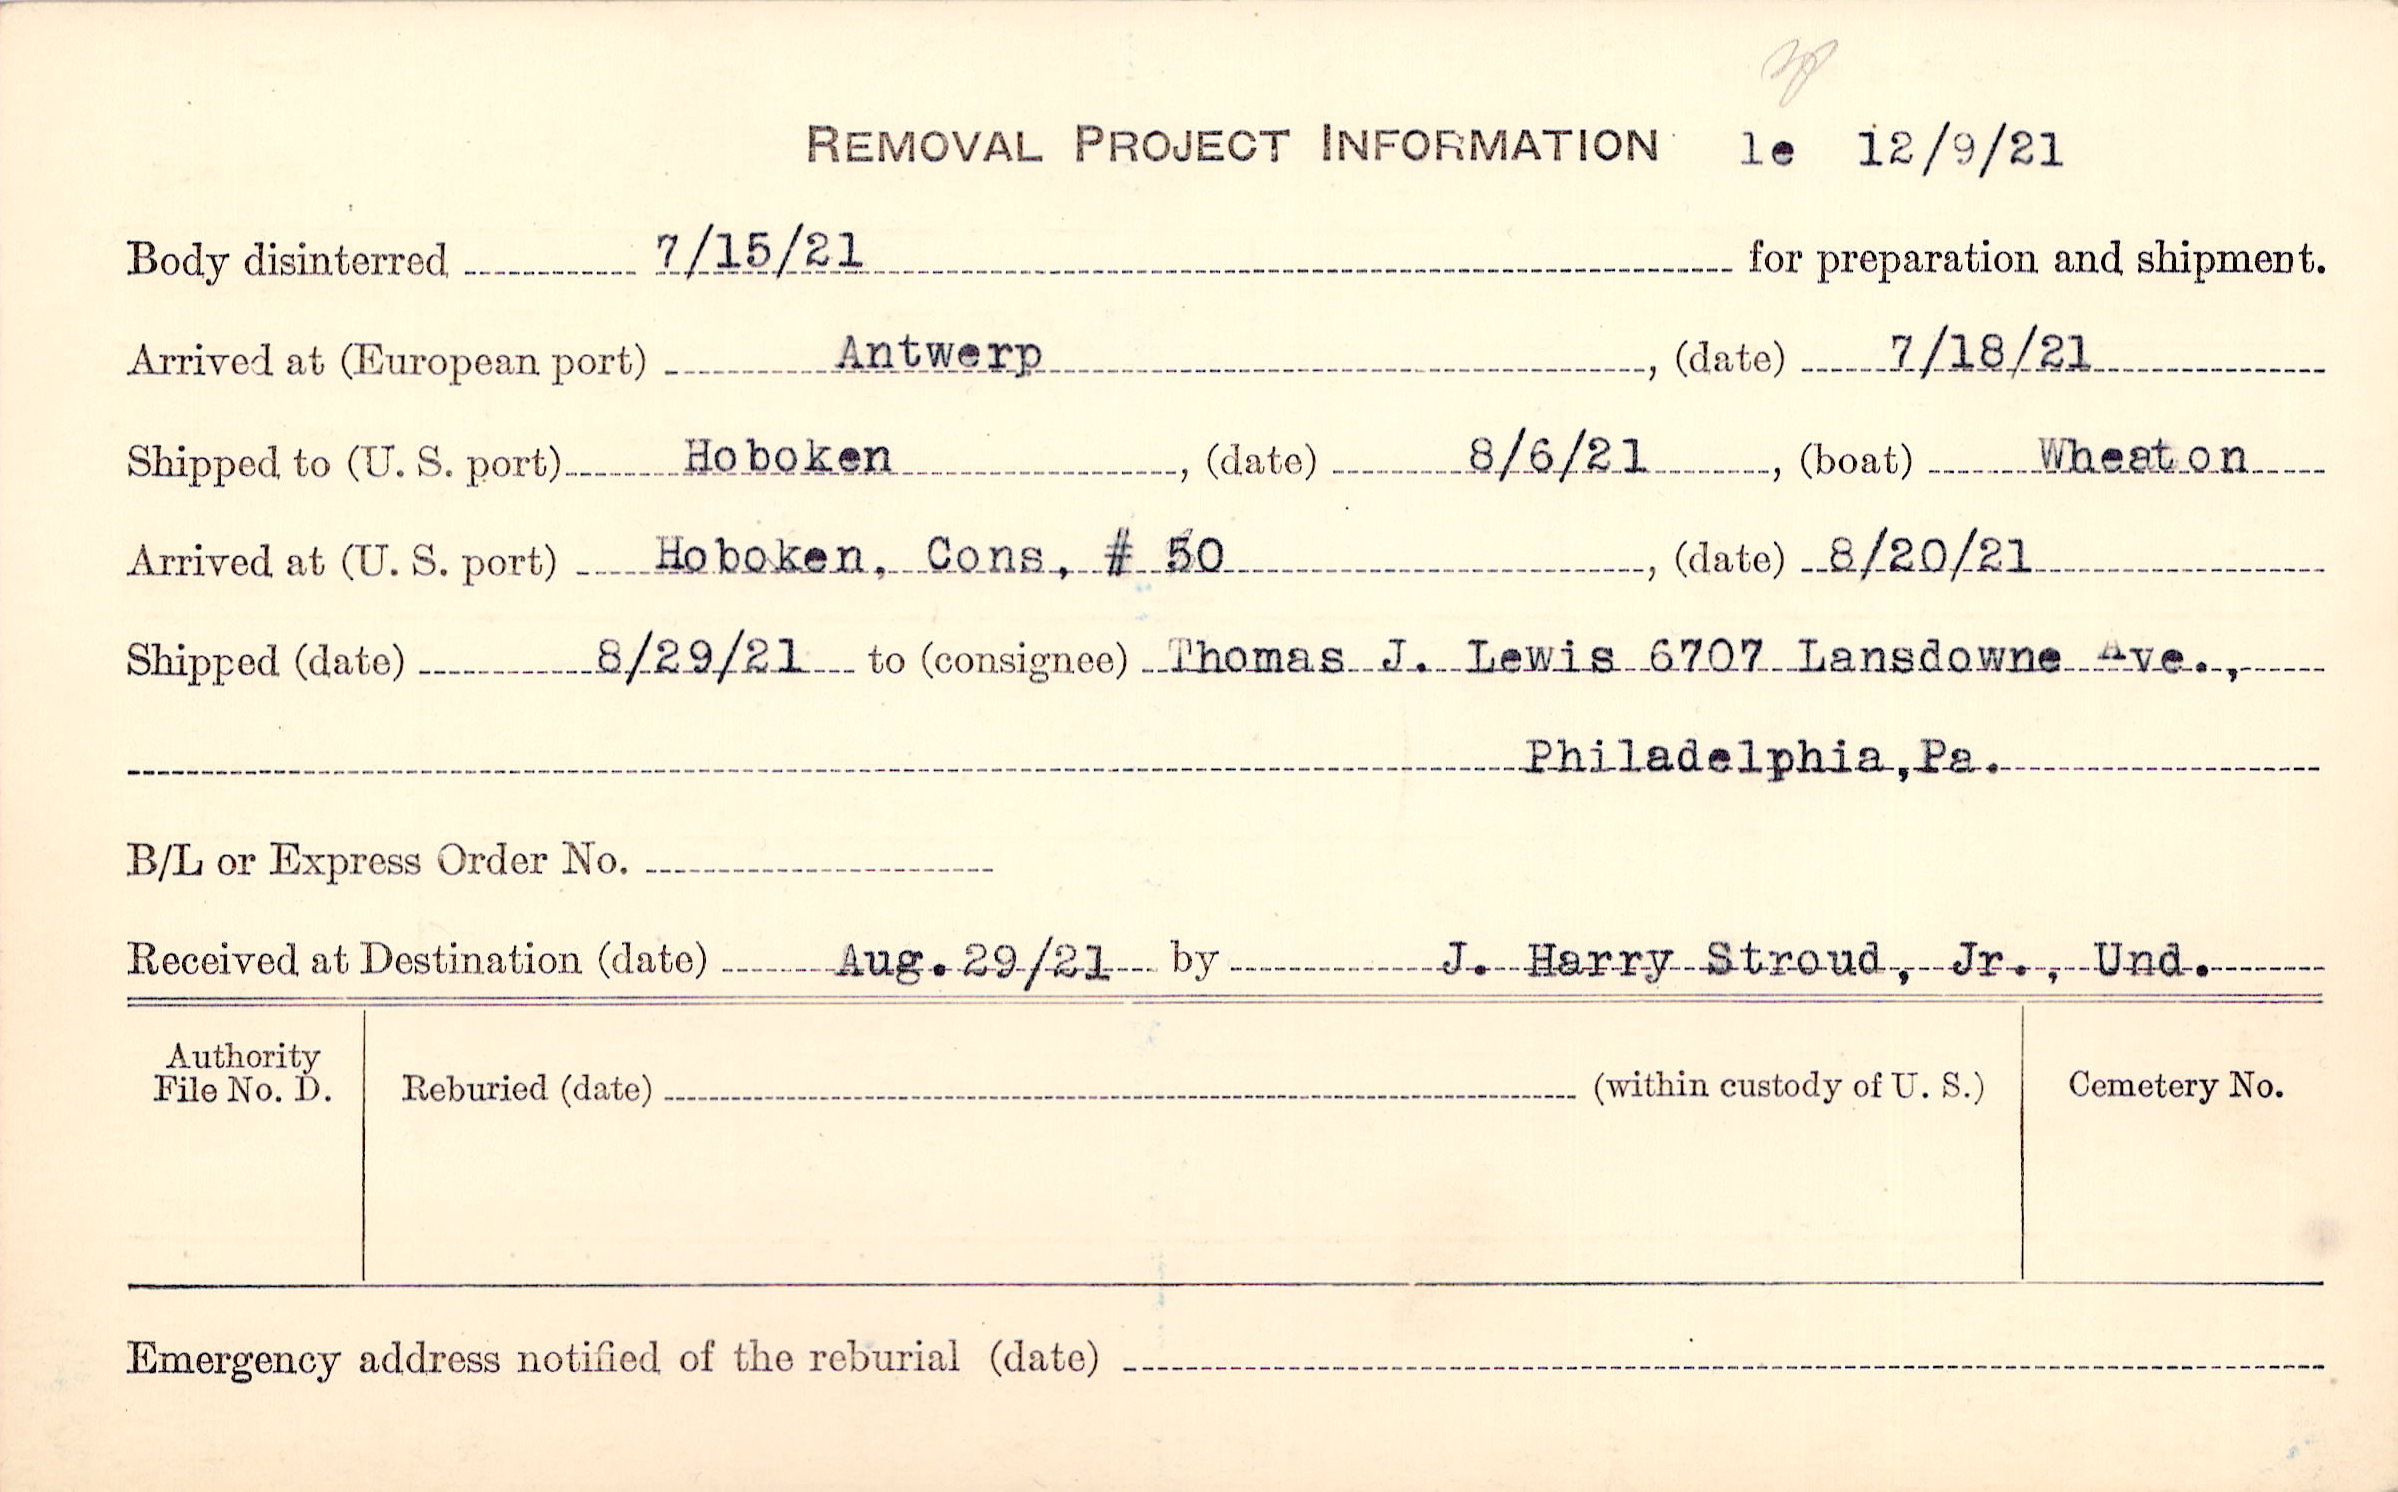 REMOVAL PROJECT INFORMATION le 12/9/21
Body disinterred 7/15/21 for preparation and shipment.
Arrived at (European port) Antwerp, (date) 7/18/21
Shipped to (U. S. port) Hoboken, (date) 8/6/21, (boat) Wheaton
Arrived at (U. S. port) Hoboken, Cons, # 50, (date) 8/20/21
Shipped (date) 8/29/21 to (consignee) Thomas J. Lewis 6707 Lansdowne Ave.,
Philadelphia,Pa.
B/L or Express Order No.
Received at Destination (date) Aug.29/21 by J. Harry Stroud, Jr., Und.
Authority
File No. D. Reburied (date) (within custody of U. S.) Cemetery No.
Emergency address notified of the reburial (date)